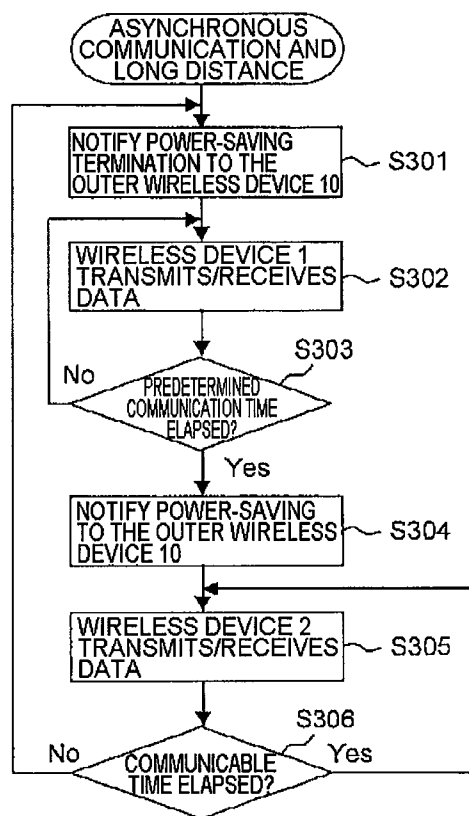 ASYNCHRONOUS
COMMUNICATION AND
LONG DISTANCE
NOTIFY POWER-SAVING
TERMINATION TO THE
OUTER WIRELESS DEVICE 10
S301
WIRELESS DEVICE 1
TRANSMITS/RECEIVES
DATA
S302
S303
No
PREDETERMINED
COMMUNICATION TIME
ELAPSED?
Yes
NOTIFY POWER-SAVING
TO THE OUTER WIRELESS
DEVICE 10
S304
WIRELESS DEVICE 2
TRANSMITS/RECEIVES
DATA
S305
S306
No
Yes
COMMUNICABLE
TIME ELAPSED?